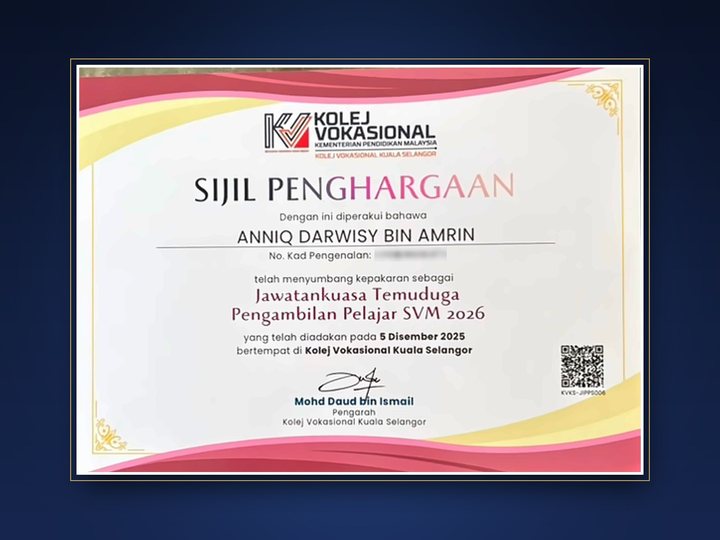 KV KOLEJ
VOKASIONAL
KEMENTERIAN PENDIDIKAN MALAYSIA
KOLEJ VOKASIONAL KUALA SELANGOR
SIJIL PENGHARGAAN
Dengan ini diperakui bahawa
ANNIQ DARWISY BIN AMRIN
No. Kad Pengenalan:
telah menyumbang kepakaran sebagai
Jawatankuasa Temuduga
Pengambilan Pelajar SVM 2026
yang telah diadakan pada 5 Disember 2025
bertempat di Kolej Vokasional Kuala Selangor
Mohd Daud bin Ismail
Pengarah
Kolej Vokasional Kuala Selangor
KVKS-JIPPS006